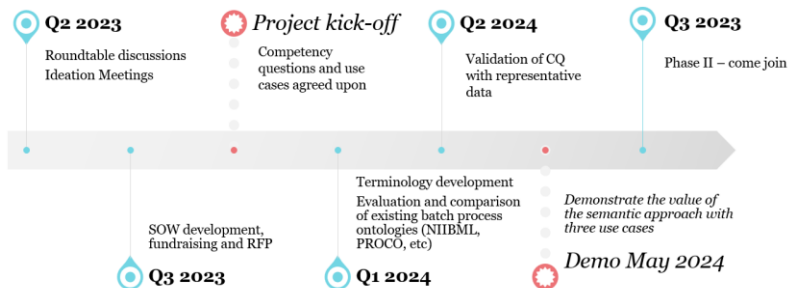 Q2 2023
Roundtable discussions
Ideation Meetings
Project kick-off
Competency
questions and use
cases agreed upon
Q2 2024
Validation of CQ
with representative
data
Q3 2023
Phase II – come join
SOW development,
fundraising and RFP
Q3 2023
Terminology development
Evaluation and comparison
of existing batch process
ontologies (NIIBML,
PROCO, etc)
Q1 2024
Demonstrate the value of
the semantic approach with
three use cases
Demo May 2024